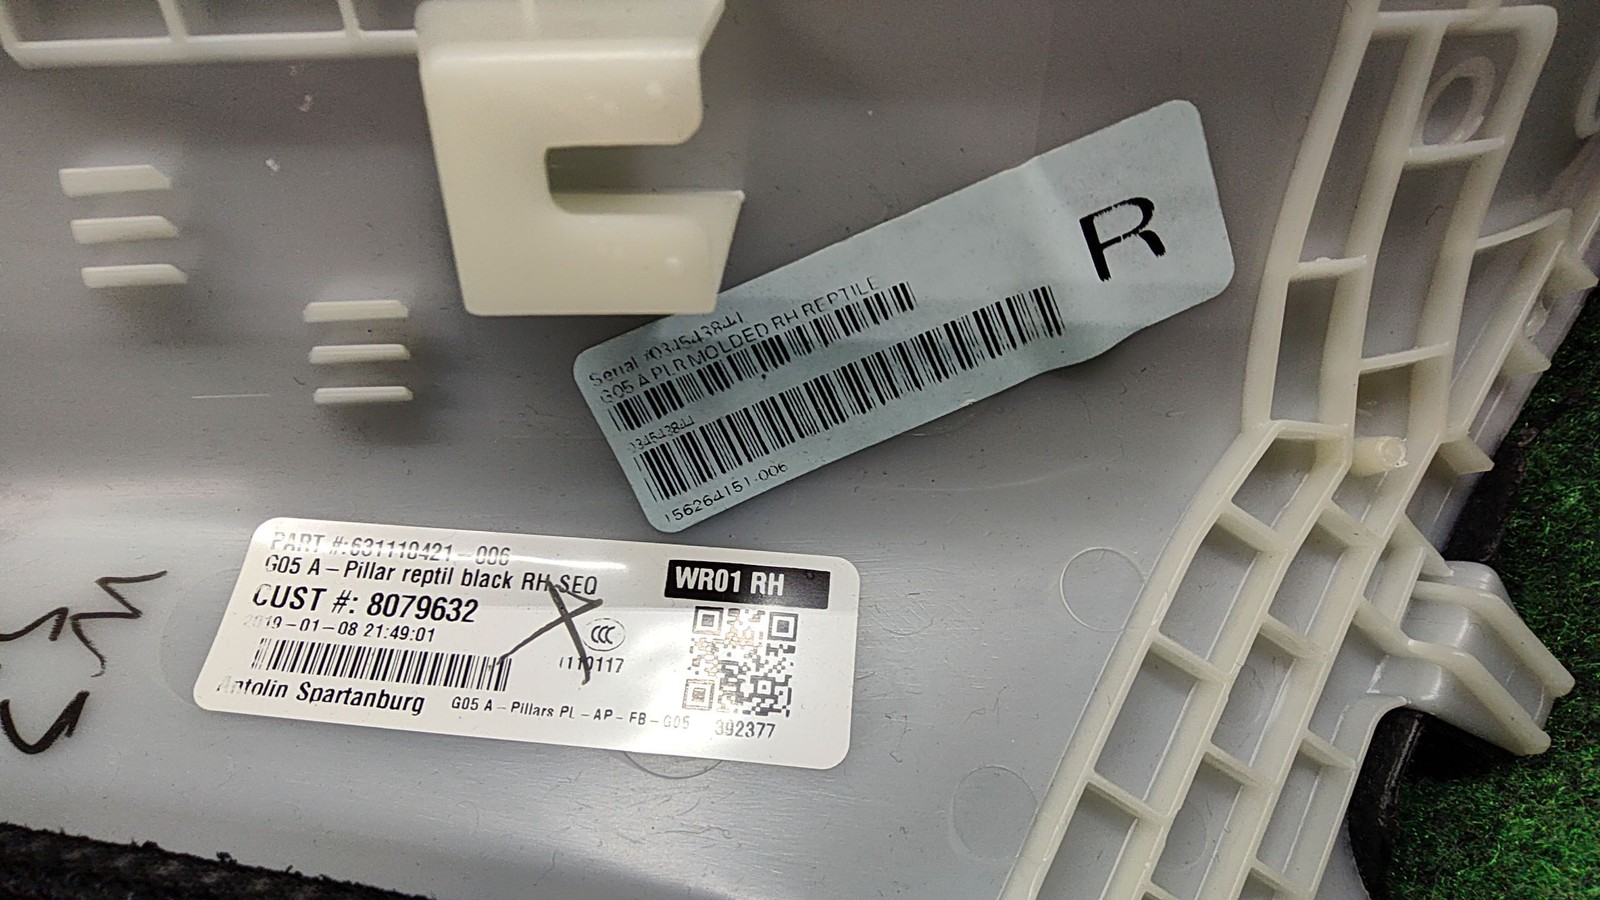 R
Serial #034543844
G05 A PLR MOLDED RH REPTILE
034543844
156264151-006
PART #:631110421-006
G05 A-Pillar reptil black RH SEQ
WR01 RH
CUST #: 8079632
2019-01-08 21:49:01
CCC
1110117
Antolin Spartanburg
G05 A-Pillars PL-AP-FB-G05
392377